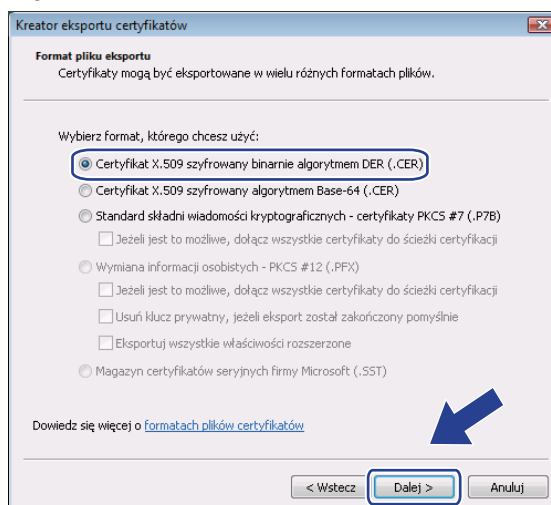 Kreator eksportu certyfikatów
Format pliku eksportu
Certyfikaty mogą być eksportowane w wielu różnych formatach plików.
Wybierz format, którego chcesz użyć:
Certyfikat X.509 szyfrowany binarnie algorytmem DER (.CER)
Certyfikat X.509 szyfrowany algorytmem Base-64 (.CER)
Standard składni wiadomości kryptograficznych - certyfikaty PKCS #7 (.P7B)
Jeżeli jest to możliwe, dołącz wszystkie certyfikaty do ścieżki certyfikacji
Wymiana informacji osobistych - PKCS #12 (.PFX)
Jeżeli jest to możliwe, dołącz wszystkie certyfikaty do ścieżki certyfikacji
Usuń klucz prywatny, jeżeli eksport został zakończony pomyślnie
Eksportuj wszystkie właściwości rozszerzone
Magazyn certyfikatów seryjnych firmy Microsoft (.SST)
Dowiedz się więcej o formatach plików certyfikatów
< Wstecz Dalej > Anuluj